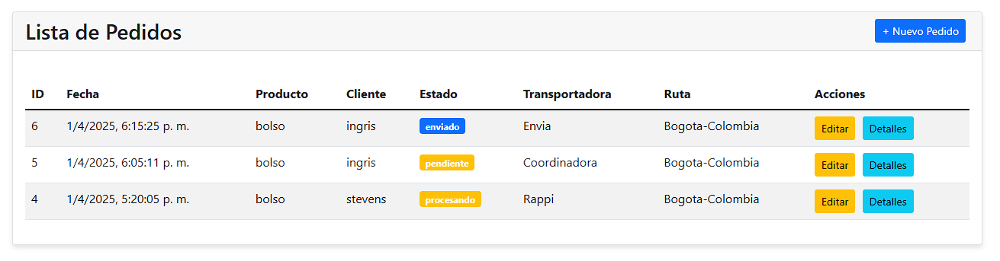 Lista de Pedidos + Nuevo Pedido
ID Fecha Producto Cliente Estado Transportadora Ruta Acciones
6 1/4/2025, 6:15:25 p. m. bolso ingris enviado Envia Bogota-Colombia Editar Detalles
5 1/4/2025, 6:05:11 p. m. bolso ingris pendiente Coordinadora Bogota-Colombia Editar Detalles
4 1/4/2025, 5:20:05 p. m. bolso stevens procesando Rappi Bogota-Colombia Editar Detalles